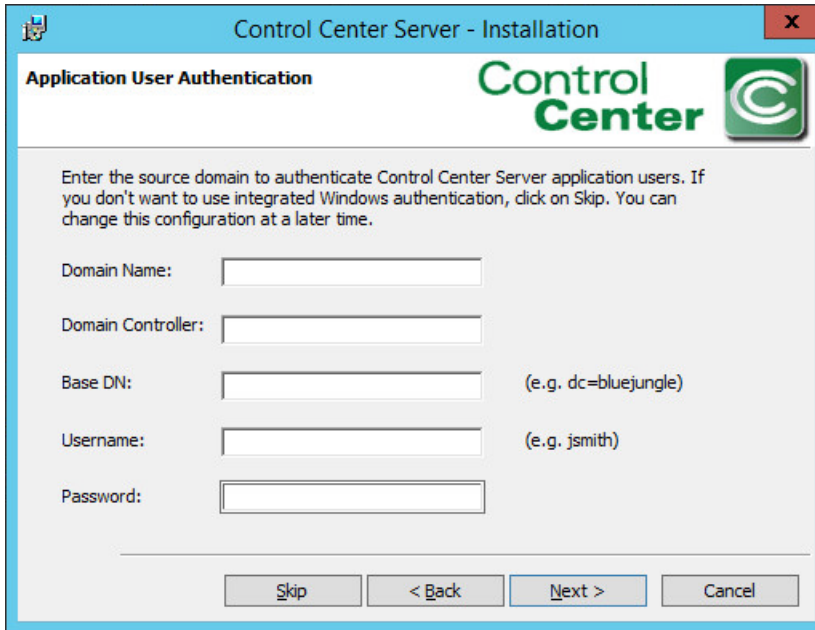 Control Center Server - Installation
x
Application User Authentication
Control
Center
Enter the source domain to authenticate Control Center Server application users. If
you don't want to use integrated Windows authentication, click on Skip. You can
change this configuration at a later time.
Domain Name:
Domain Controller:
Base DN: (e.g. dc=bluejungle)
Username: (e.g. jsmith)
Password:
Skip < Back Next > Cancel